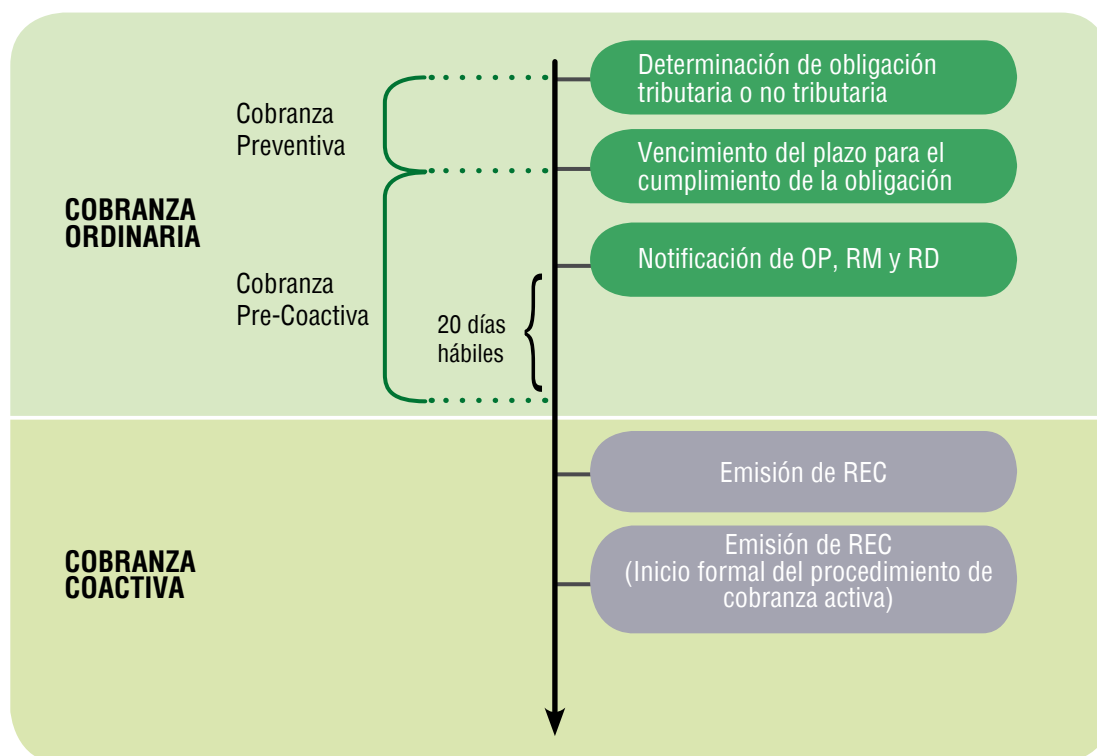 Determinación de obligación
tributaria o no tributaria
Cobranza
Preventiva
Vencimiento del plazo para el
cumplimiento de la obligación
COBRANZA
ORDINARIA
Notificación de OP, RM y RD
Cobranza
Pre-Coactiva
20 días
hábiles
Emisión de REC
COBRANZA
COACTIVA
Emisión de REC
(Inicio formal del procedimiento de
cobranza activa)